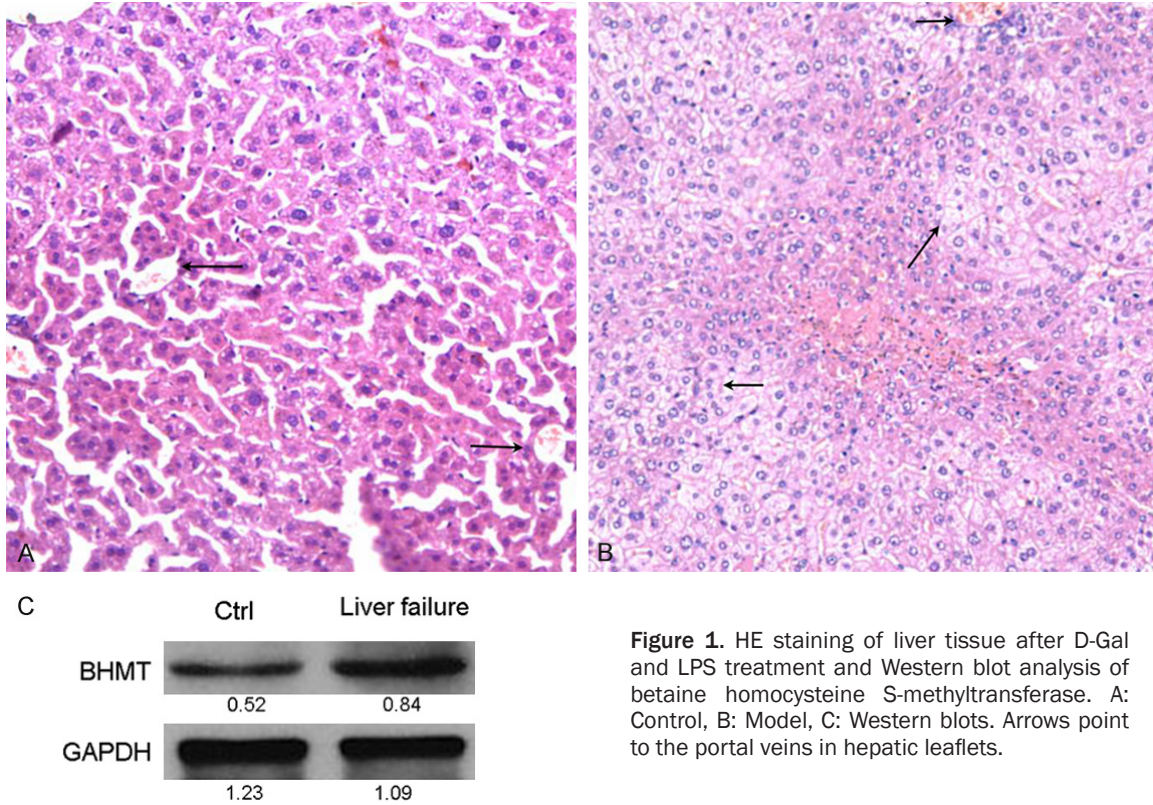 A
B
C
Ctrl Liver failure
BHMT
0.52 0.84
GAPDH
1.23 1.09
Figure 1. HE staining of liver tissue after D-Gal
and LPS treatment and Western blot analysis of
betaine homocysteine S-methyltransferase. A:
Control, B: Model, C: Western blots. Arrows point
to the portal veins in hepatic leaflets.